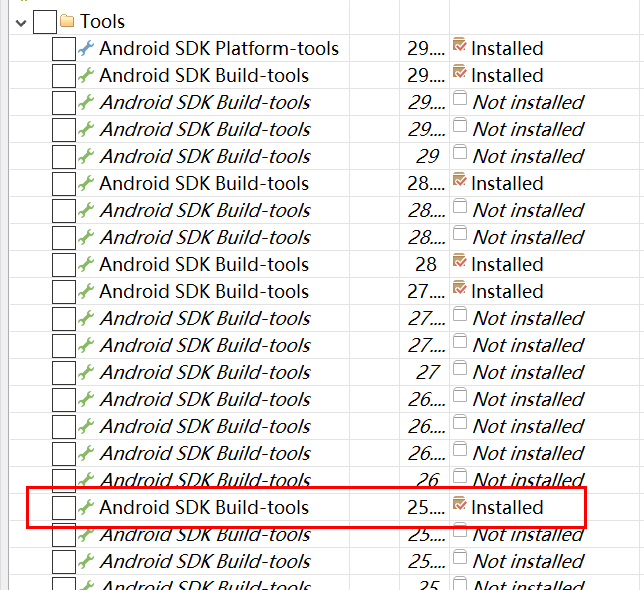 Tools
Android SDK Platform-tools 29.... Installed
Android SDK Build-tools 29.... Installed
Android SDK Build-tools 29.... Not installed
Android SDK Build-tools 29.... Not installed
Android SDK Build-tools 29 Not installed
Android SDK Build-tools 28.... Installed
Android SDK Build-tools 28.... Not installed
Android SDK Build-tools 28.... Not installed
Android SDK Build-tools 28 Installed
Android SDK Build-tools 27.... Installed
Android SDK Build-tools 27.... Not installed
Android SDK Build-tools 27.... Not installed
Android SDK Build-tools 27 Not installed
Android SDK Build-tools 26.... Not installed
Android SDK Build-tools 26.... Not installed
Android SDK Build-tools 26.... Not installed
Android SDK Build-tools 26 Not installed
Android SDK Build-tools 25.... Installed
Android SDK Build-tools 25.... Not installed
Android SDK Build-tools 25.... Not installed
Android SDK Build-tools 25 Not installed